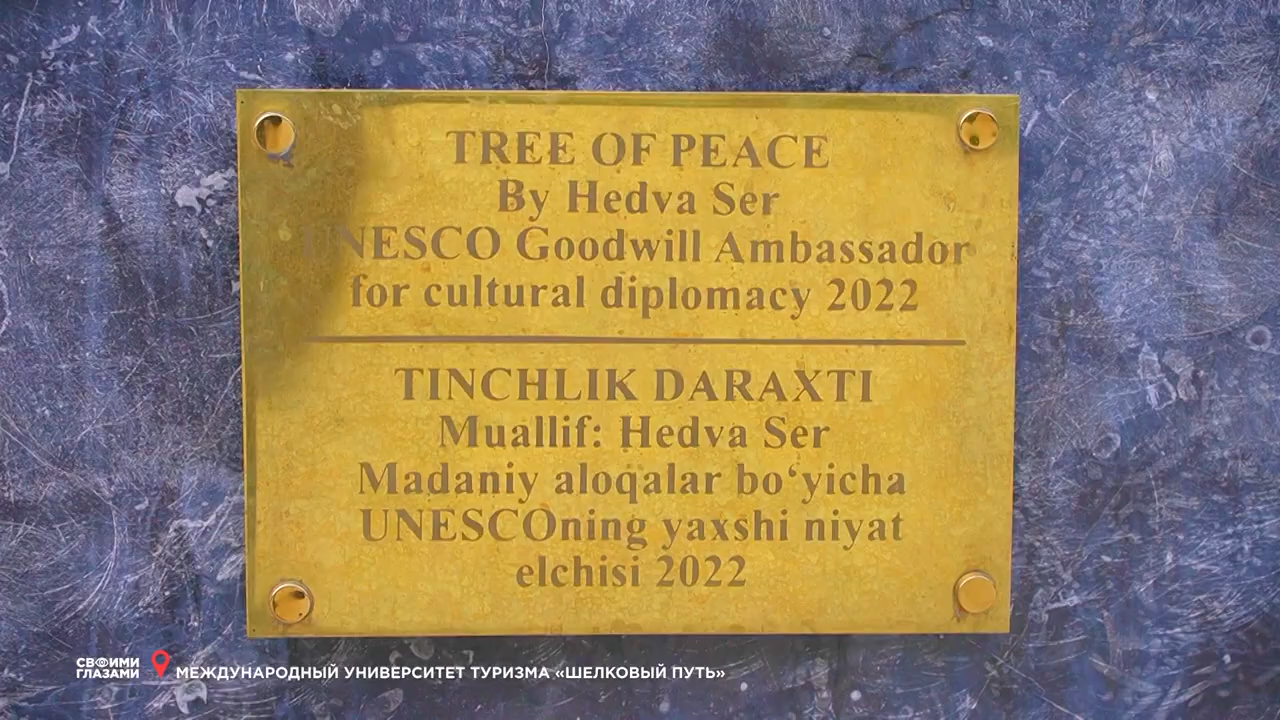 TREE OF PEACE
By Hedva Ser
UNESCO Goodwill Ambassador
for cultural diplomacy 2022
TINCHLIK DARAXTI
Muallif: Hedva Ser
Madaniy aloqalar bo‘yicha
UNESCOning yaxshi niyat
elchisi 2022
СВОИМИ
ГЛАЗАМИ
МЕЖДУНАРОДНЫЙ УНИВЕРСИТЕТ ТУРИЗМА «ШЕЛКОВЫЙ ПУТЬ»